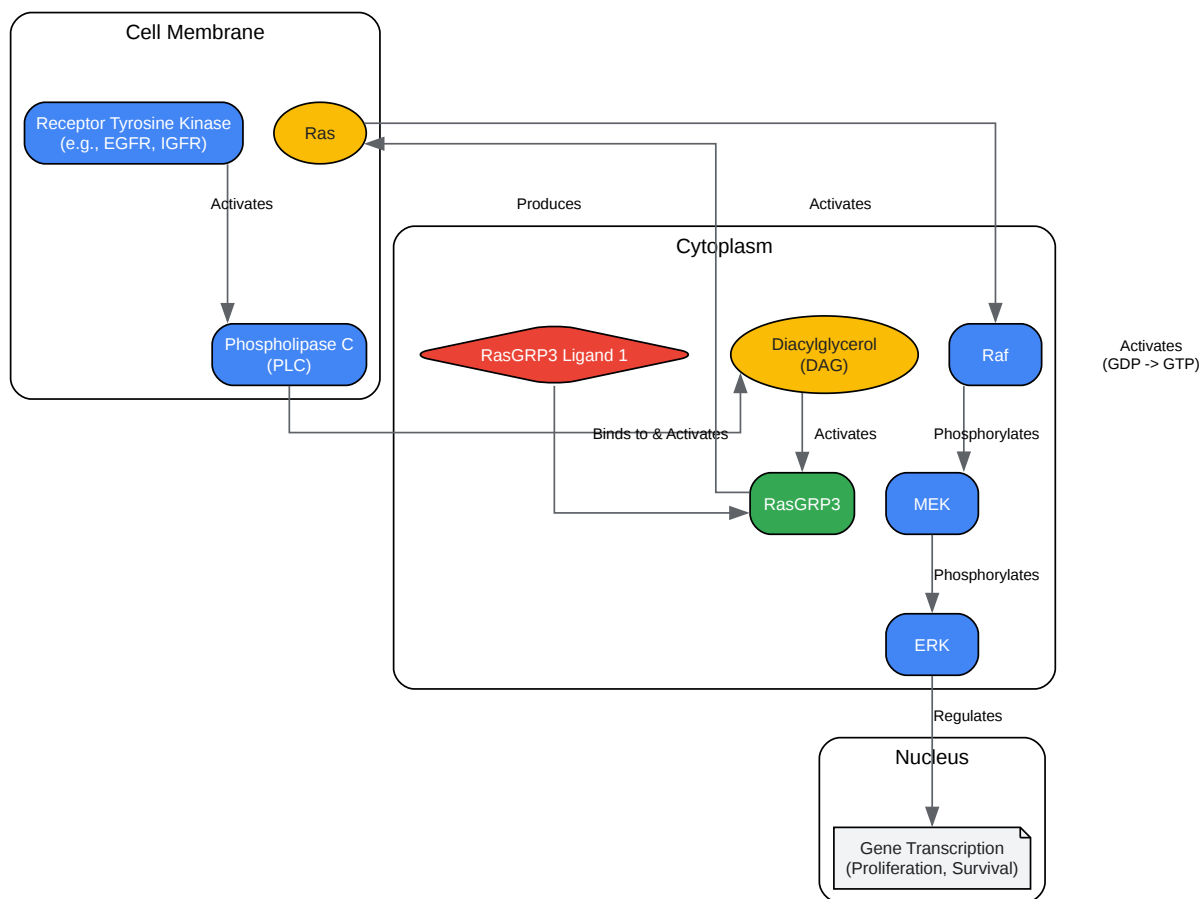 Cell Membrane
Receptor Tyrosine Kinase
(e.g., EGFR, IGFR)
Ras
Activates
Produces
Activates
Cytoplasm
Phospholipase C
(PLC)
RasGRP3 Ligand 1
Diacylglycerol
(DAG)
Raf
Activates
(GDP -> GTP)
Binds to & Activates
Activates
Phosphorylates
RasGRP3
MEK
Phosphorylates
ERK
Regulates
Nucleus
Gene Transcription
(Proliferation, Survival)